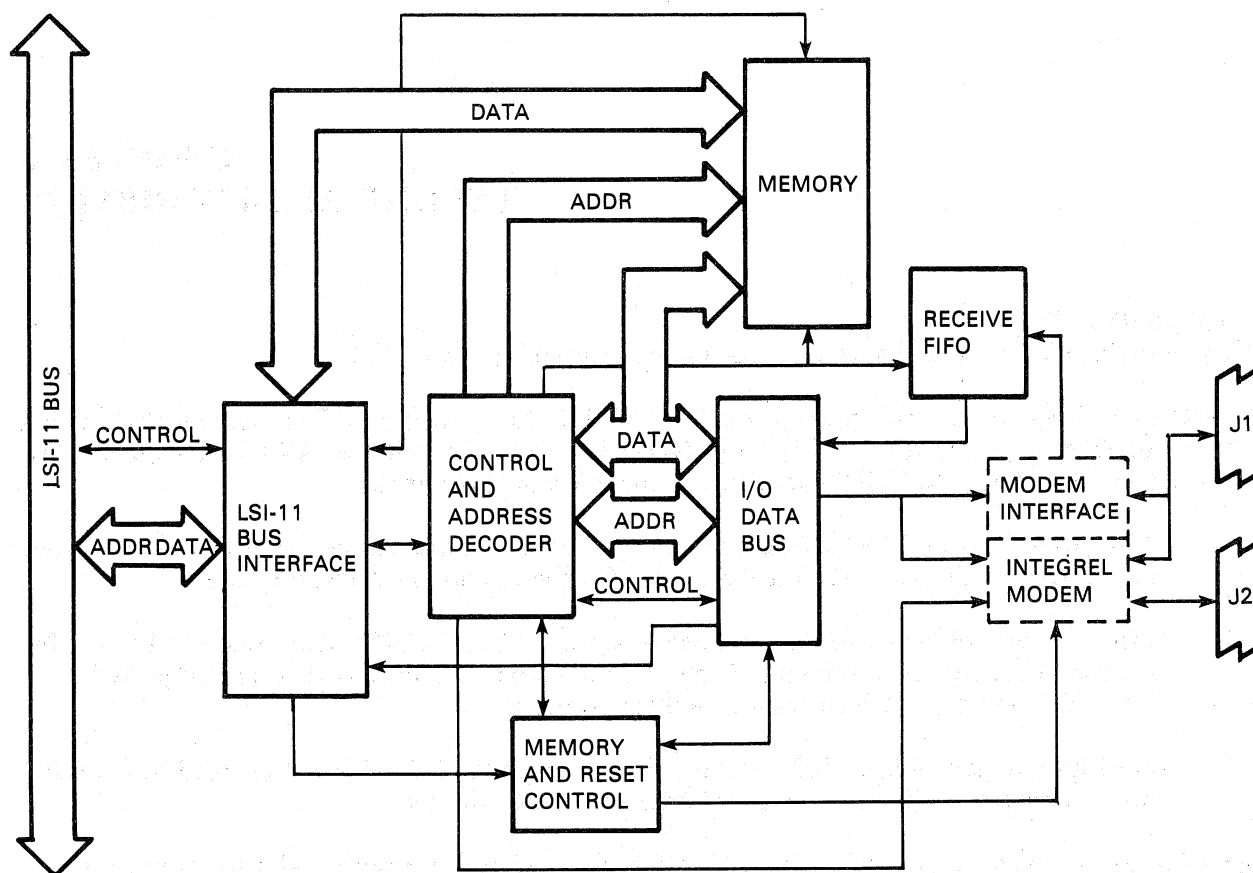 DATA
MEMORY
ADDR
RECEIVE
FIFO
LSI-11 BUS
CONTROL
ADDR DATA
LSI-11
BUS
INTERFACE
CONTROL
AND
ADDRESS
DECODER
DATA
ADDR
CONTROL
I/O
DATA
BUS
MODEM
INTERFACE
INTEGREL
MODEM
J1
J2
MEMORY
AND RESET
CONTROL